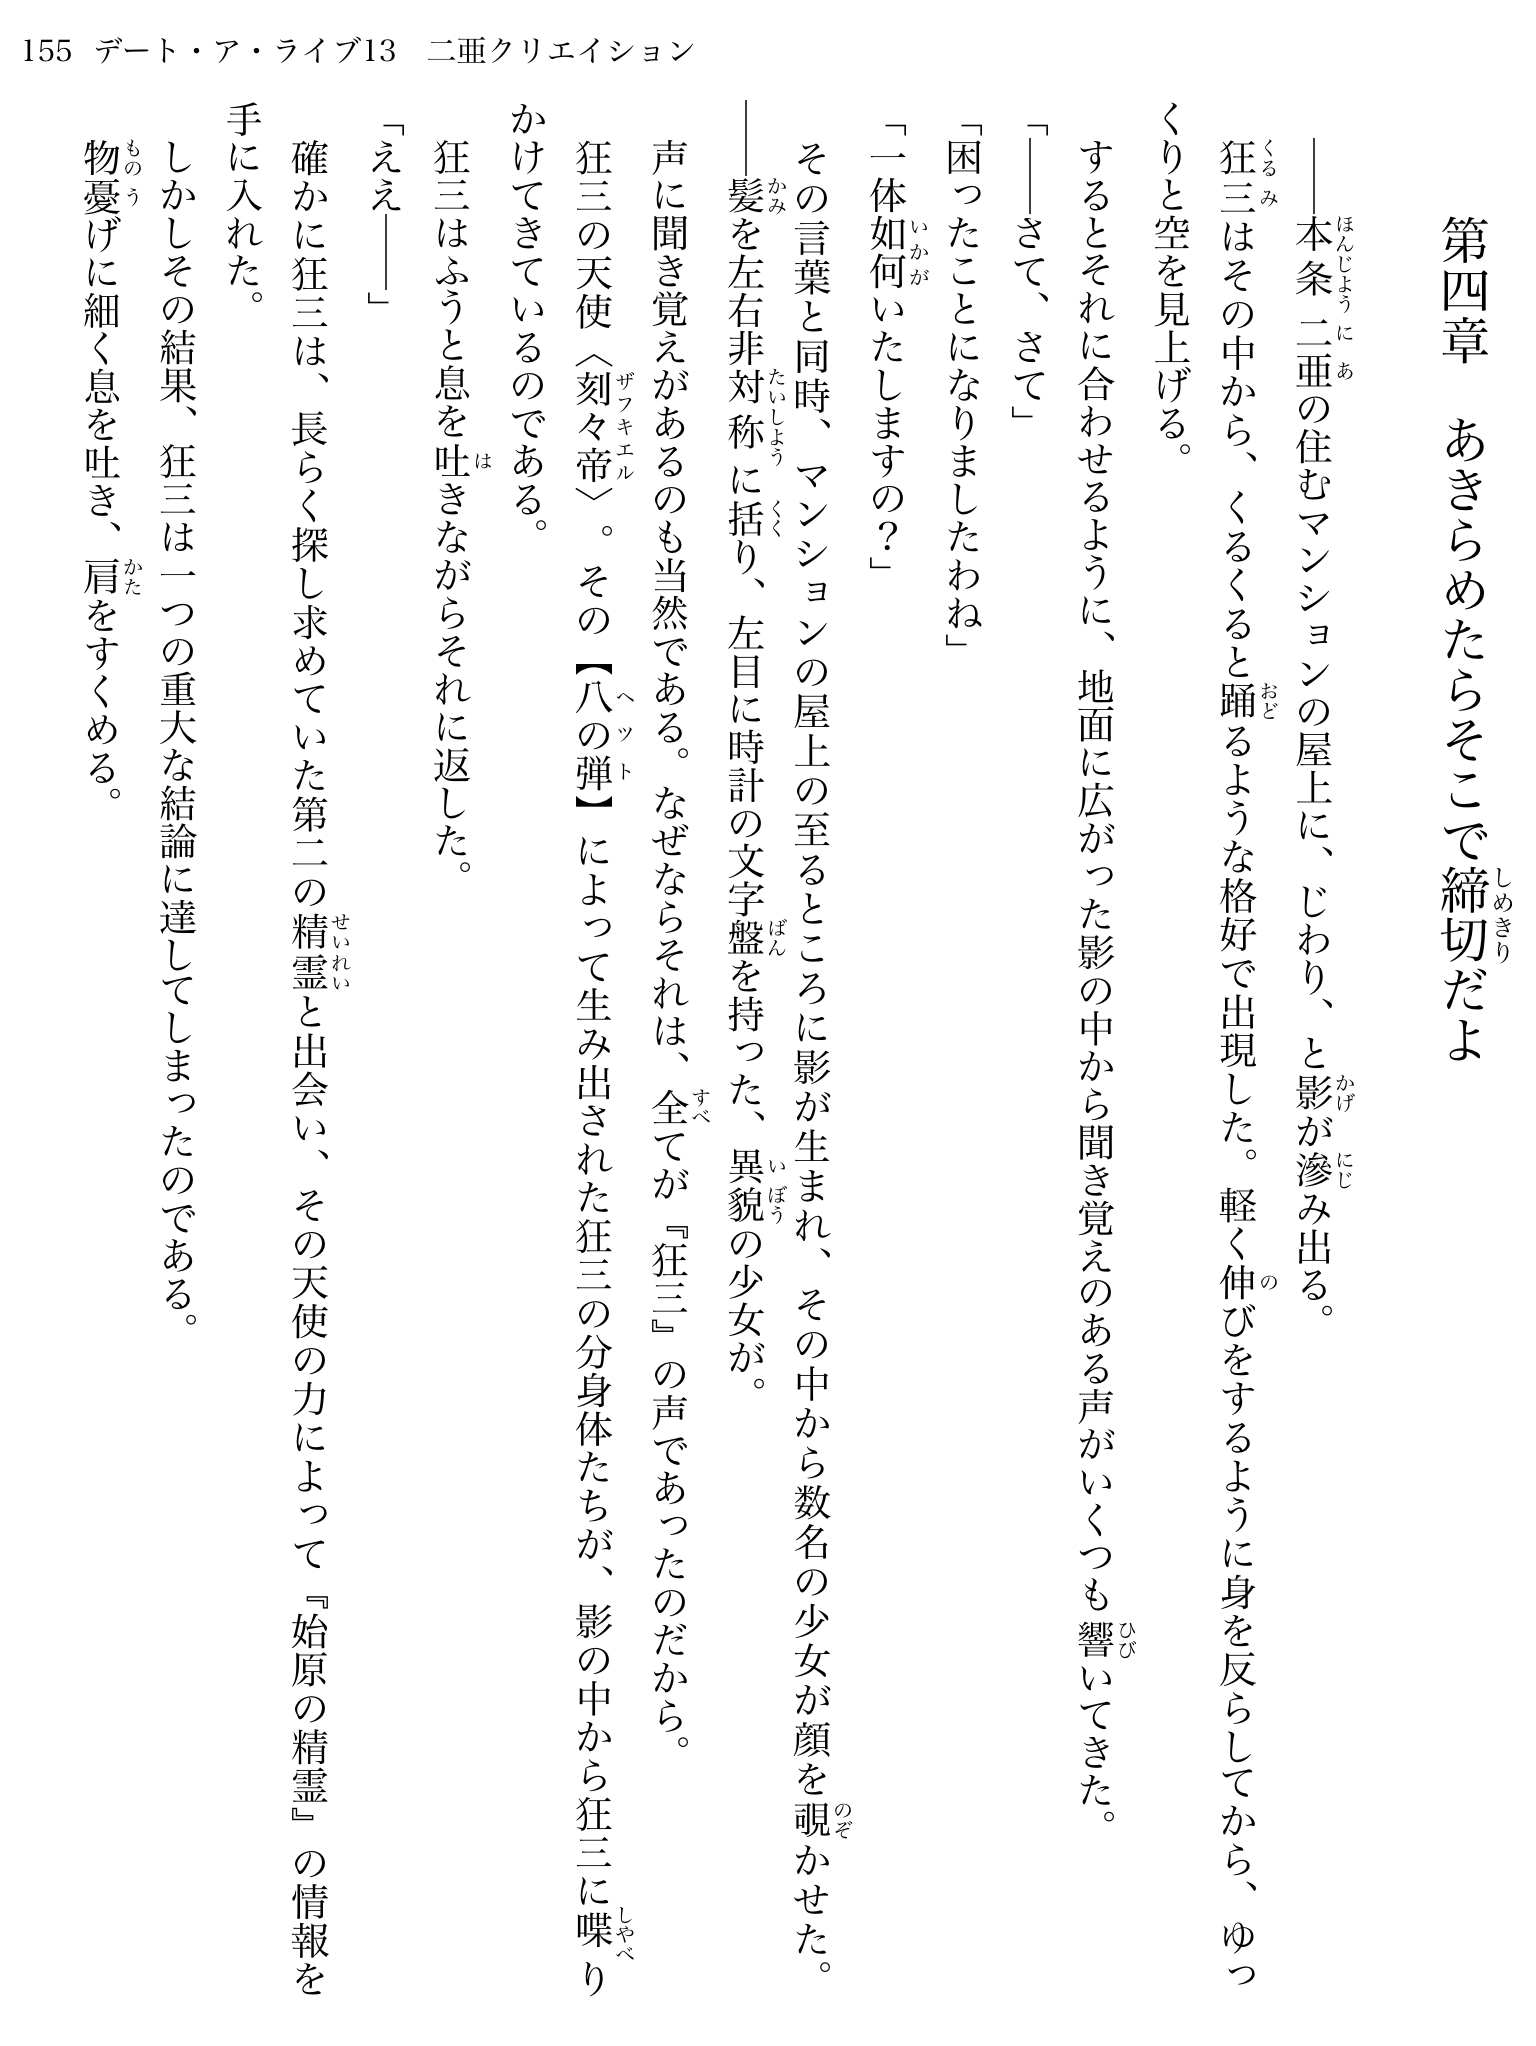 155 デート・ア・ライブ13　二亜クリエイション
第四章　あきらめたらそこで締切だよ
――本条二亜の住むマンションの屋上に、じわり、と影が滲み出る。
狂三はその中から、くるくると踊るような格好で出現した。軽く伸びをするように身を反らしてから、ゆっ
くりと空を見上げる。
するとそれに合わせるように、地面に広がった影の中から聞き覚えのある声がいくつも響いてきた。
「――さて、さて」
「困ったことになりましたわね」
「一体如何いたしますの？」
その言葉と同時、マンションの屋上の至るところに影が生まれ、その中から数名の少女が顔を覗かせた。
――髪を左右非対称に括り、左目に時計の文字盤を持った、異貌の少女が。
声に聞き覚えがあるのも当然である。なぜならそれは、全てが『狂三』の声であったのだから。
狂三の天使〈刻々帝〉。その【八の弾】によって生み出された狂三の分身体たちが、影の中から狂三に喋り
かけてきているのである。
狂三はふうと息を吐きながらそれに返した。
「ええ――」
確かに狂三は、長らく探し求めていた第二の精霊と出会い、その天使の力によって『始原の精霊』の情報を
手に入れた。
しかしその結果、狂三は一つの重大な結論に達してしまったのである。
物憂げに細く息を吐き、肩をすくめる。